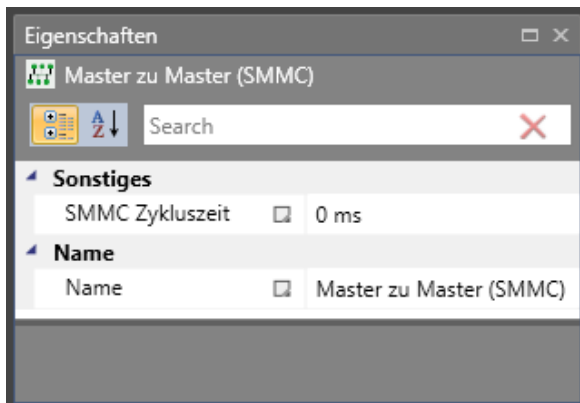 Eigenschaften
Master zu Master (SMMC)
A Z Search
Sonstiges
SMMC Zykluszeit 0 ms
Name
Name Master zu Master (SMMC)